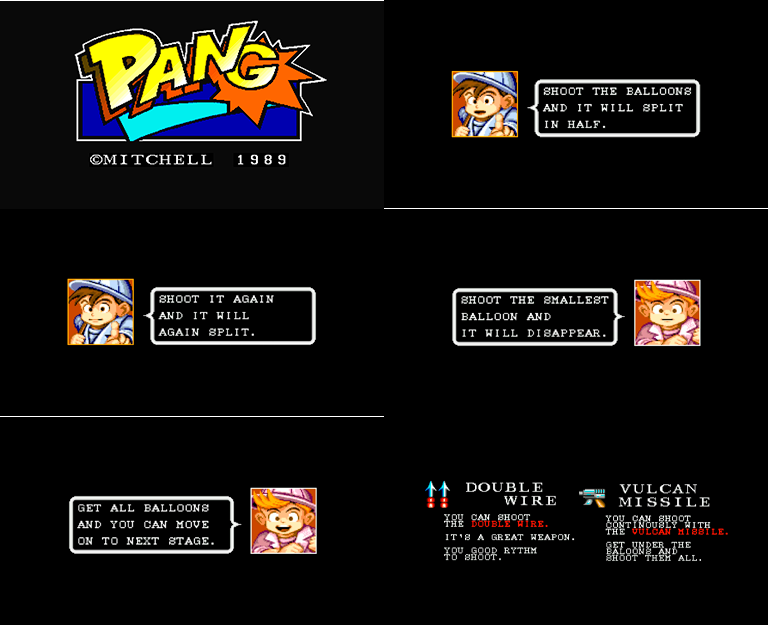 PANG
©MITCHELL 1989
SHOOT THE BALLOONS
AND IT WILL SPLIT
IN HALF.
SHOOT IT AGAIN
AND IT WILL
AGAIN SPLIT.
SHOOT THE SMALLEST
BALLOON AND
IT WILL DISAPPEAR.
GET ALL BALLOONS
AND YOU CAN MOVE
ON TO NEXT STAGE.
DOUBLE
WIRE
YOU CAN SHOOT
THE DOUBLE WIRE.
IT'S A GREAT WEAPON.
YOU GOOD RYTHM
TO SHOOT.
VULCAN
MISSILE
YOU CAN SHOOT
CONTINOUSLY WITH
THE VULCAN MISSILE.
GET UNDER THE
BALOONS AND
SHOOT THEM ALL.